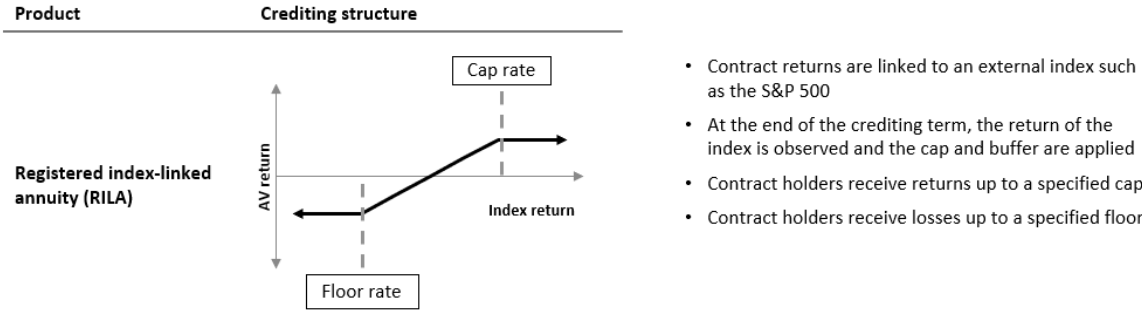 Product
Crediting structure
Cap rate
AV return
Registered index-linked
annuity (RILA)
Index return
Floor rate
• Contract returns are linked to an external index such
as the S&P 500
• At the end of the crediting term, the return of the
index is observed and the cap and buffer are applied
• Contract holders receive returns up to a specified cap
• Contract holders receive losses up to a specified floor